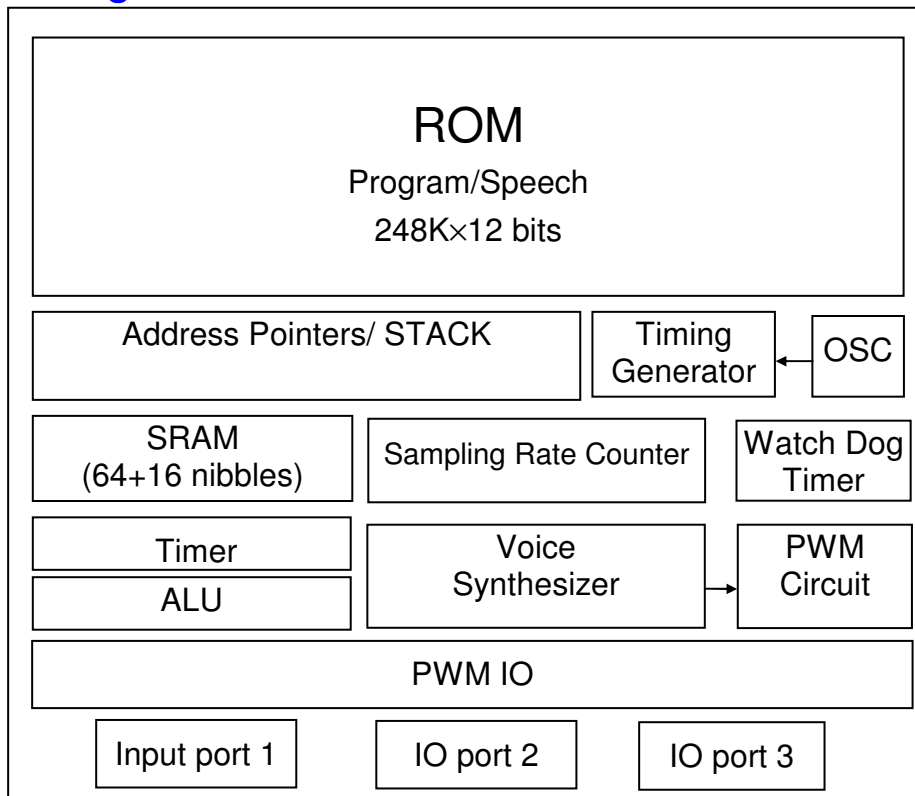 ROM
Program/Speech
248K×12 bits
Address Pointers/ STACK
Timing
Generator
OSC
SRAM
(64+16 nibbles)
Sampling Rate Counter
Watch Dog
Timer
Timer
ALU
Voice
Synthesizer
PWM
Circuit
PWM IO
Input port 1
IO port 2
IO port 3